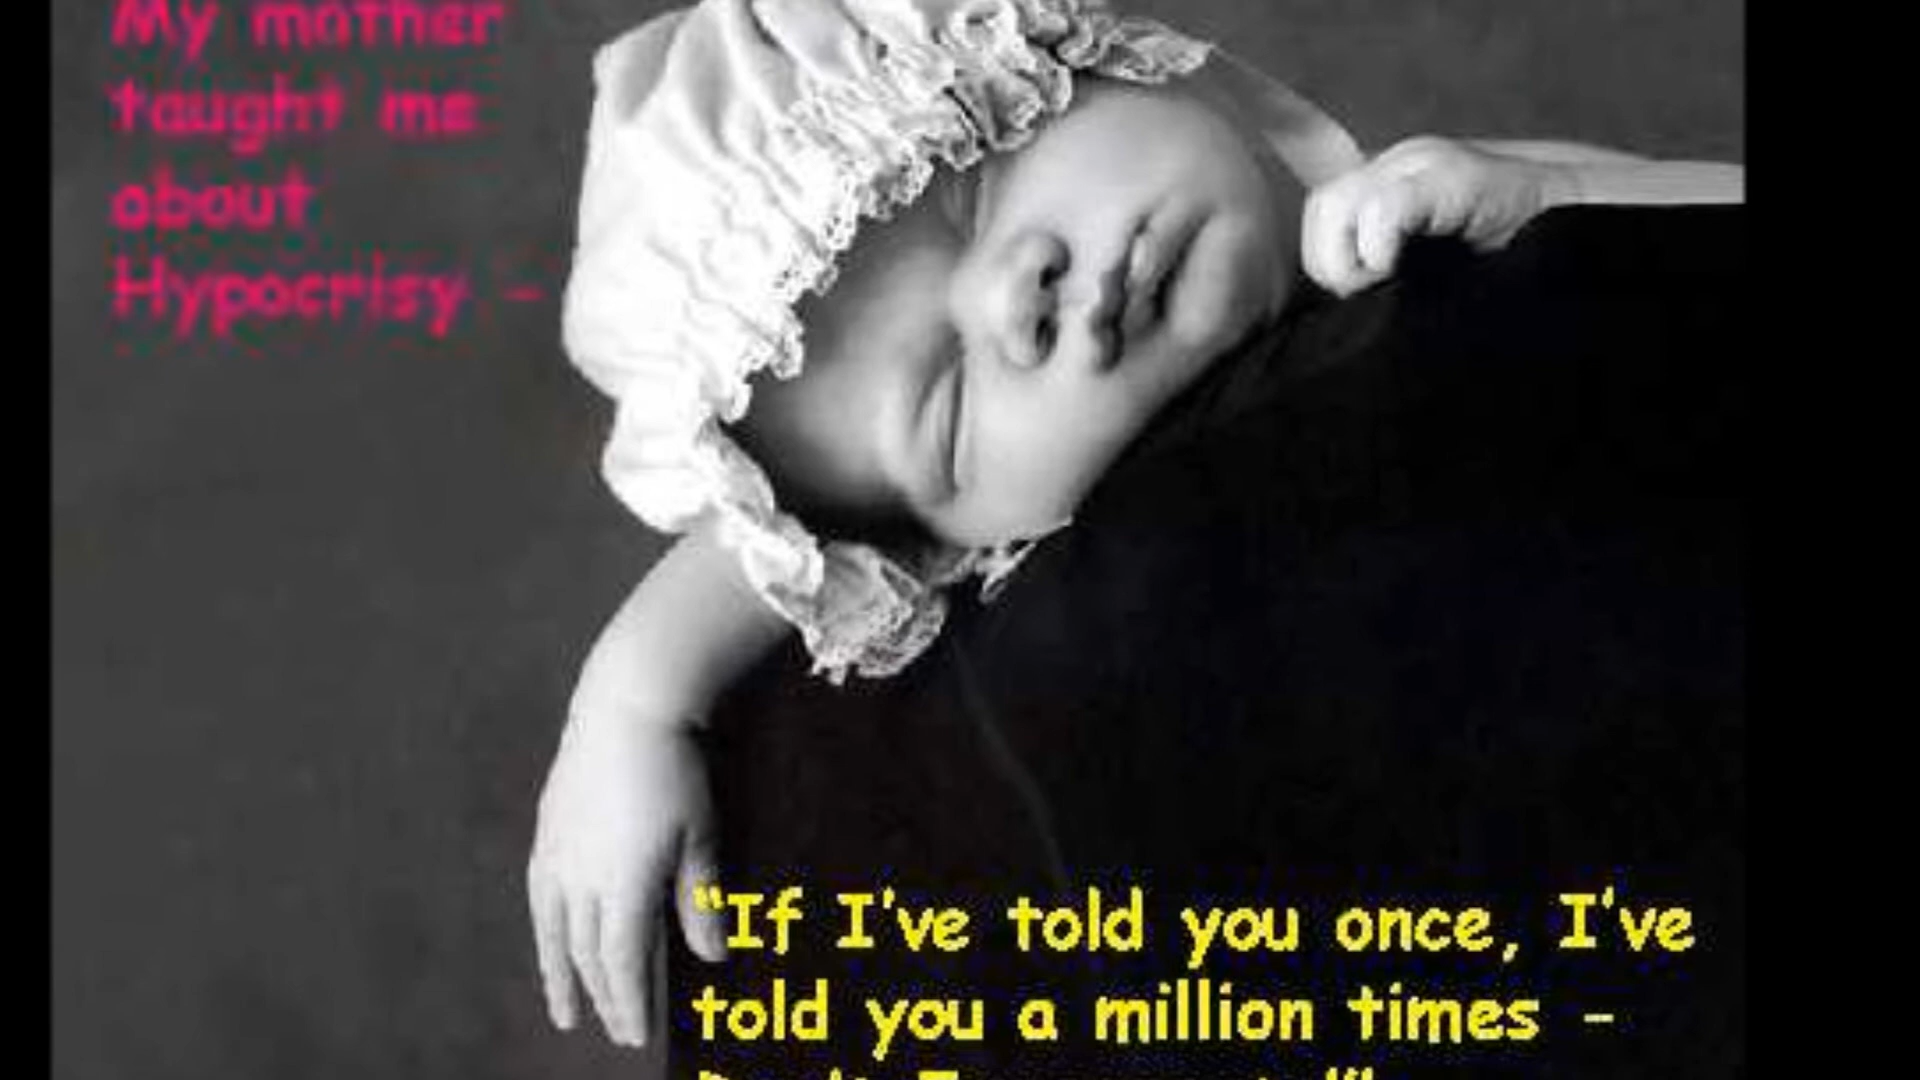 My mother
taught me
about
Hypocrisy -
"If I've told you once, I've
told you a million times -